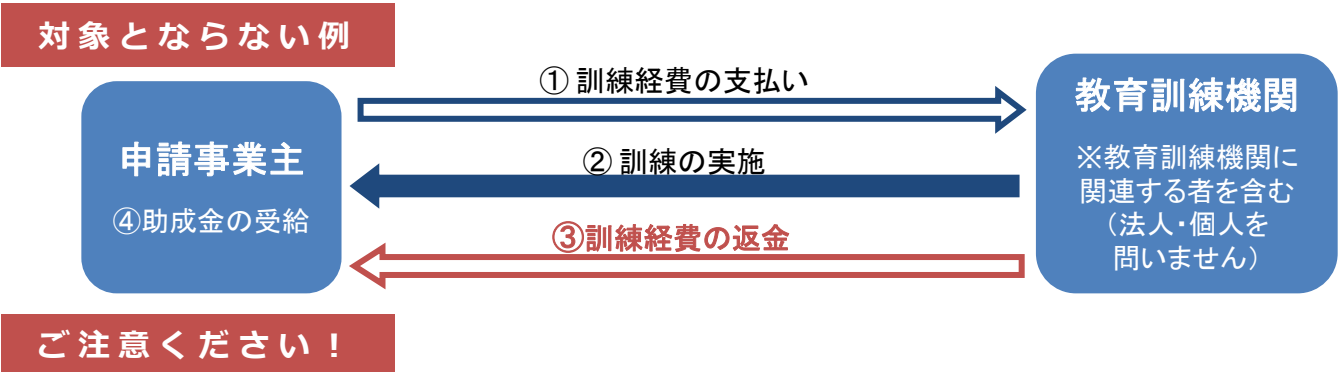 対象とならない例
① 訓練経費の支払い
教育訓練機関
※教育訓練機関に
関連する者を含む
（法人・個人を
問いません）
申請事業主
④助成金の受給
② 訓練の実施
③訓練経費の返金
ご注意ください！